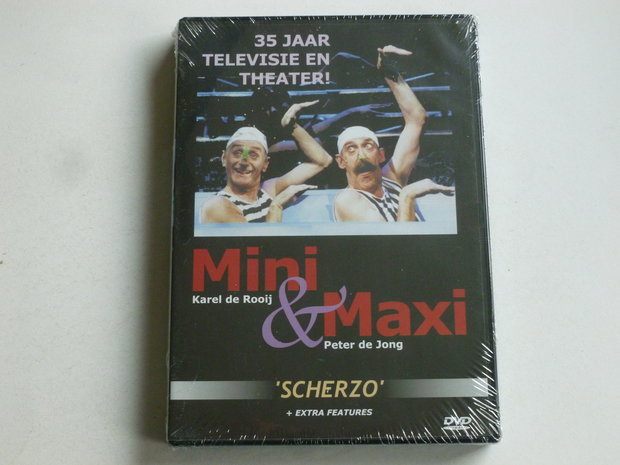 35 JAAR
TELEVISIE EN
THEATER!
Mini
Karel de Rooij
& Maxi
Peter de Jong
'SCHERZO'
+ EXTRA FEATURES
DVD